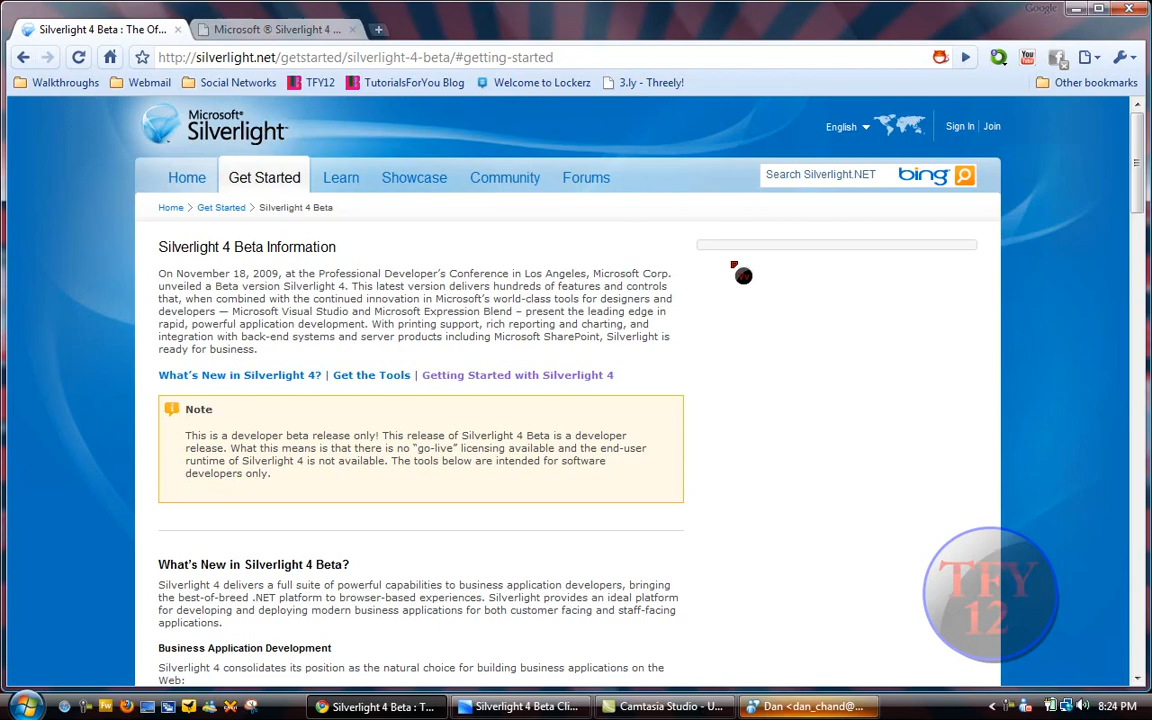 Google
Silverlight 4 Beta : The Of...
Microsoft ® Silverlight 4 ...
http://silverlight.net/getstarted/silverlight-4-beta/#getting-started
Walkthroughs
Webmail
Social Networks
TFY12
TutorialsForYou Blog
Welcome to Lockerz
3.ly - Threely!
Other bookmarks
Microsoft®
Silverlight™
English
Sign In | Join
Home
Get Started
Learn
Showcase
Community
Forums
Search Silverlight.NET
bing
Home > Get Started > Silverlight 4 Beta
Silverlight 4 Beta Information
On November 18, 2009, at the Professional Developer's Conference in Los Angeles, Microsoft Corp.
unveiled a Beta version Silverlight 4. This latest version delivers hundreds of features and controls
that, when combined with the continued innovation in Microsoft's world-class tools for designers and
developers — Microsoft Visual Studio and Microsoft Expression Blend – present the leading edge in
rapid, powerful application development. With printing support, rich reporting and charting, and
integration with back-end systems and server products including Microsoft SharePoint, Silverlight is
ready for business.
What's New in Silverlight 4? | Get the Tools | Getting Started with Silverlight 4
Note
This is a developer beta release only! This release of Silverlight 4 Beta is a developer
release. What this means is that there is no "go-live" licensing available and the end-user
runtime of Silverlight 4 is not available. The tools below are intended for software
developers only.
What's New in Silverlight 4 Beta?
Silverlight 4 delivers a full suite of powerful capabilities to business application developers, bringing
the best-of-breed .NET platform to browser-based experiences. Silverlight provides an ideal platform
for developing and deploying modern business applications for both customer facing and staff-facing
applications.
Business Application Development
Silverlight 4 consolidates its position as the natural choice for building business applications on the
Web:
TFY
12
Silverlight 4 Beta : T...
Silverlight 4 Beta Cli...
Camtasia Studio - U...
Dan <dan_chand@...
8:24 PM